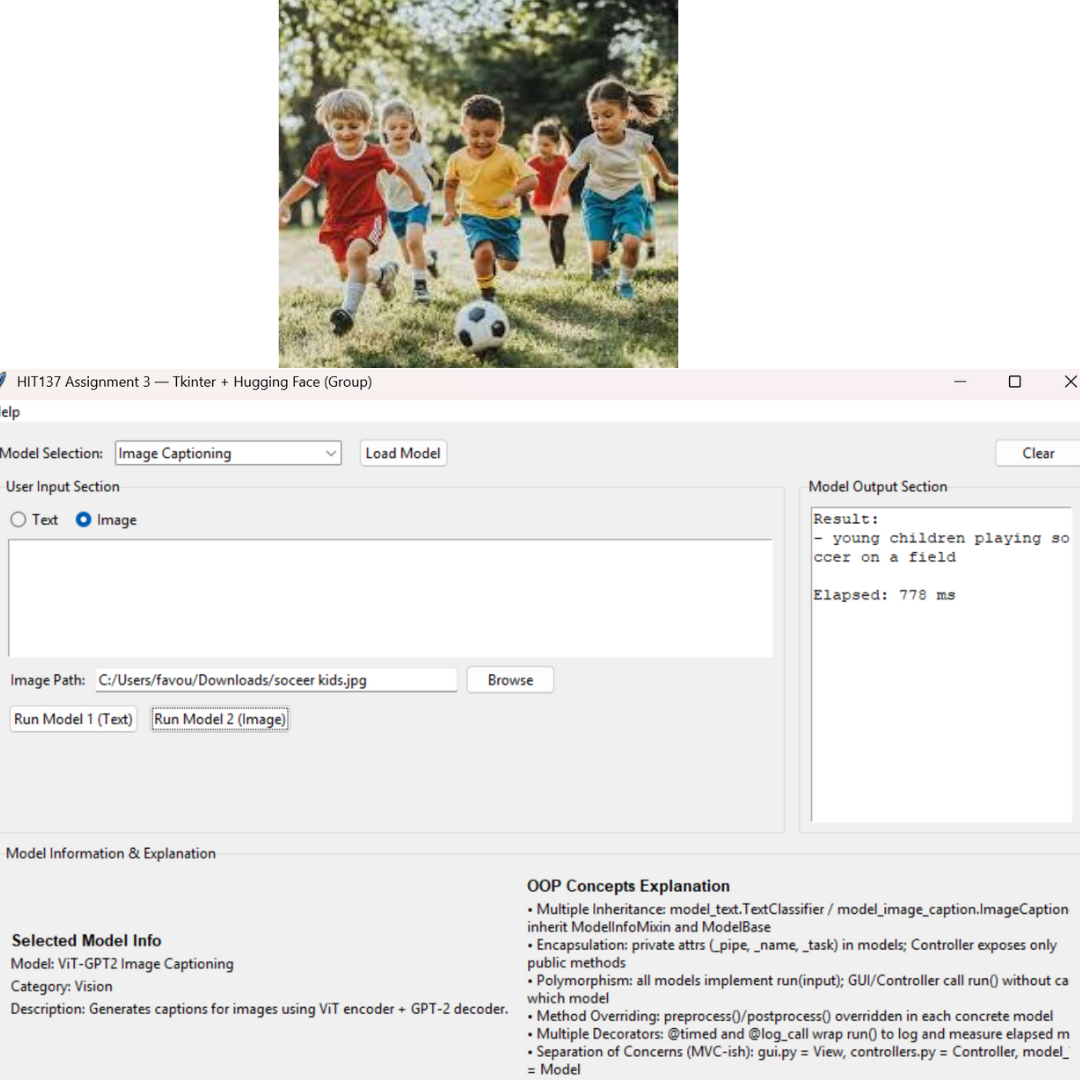 HIT137 Assignment 3 — Tkinter + Hugging Face (Group)
elp
Model Selection: Image Captioning Load Model Clear
User Input Section
Text Image
Image Path: C:/Users/favou/Downloads/soceer kids.jpg Browse
Run Model 1 (Text) Run Model 2 (Image)
Model Output Section
Result:
- young children playing so
ccer on a field
Elapsed: 778 ms
Model Information & Explanation
Selected Model Info
Model: ViT-GPT2 Image Captioning
Category: Vision
Description: Generates captions for images using ViT encoder + GPT-2 decoder.
OOP Concepts Explanation
• Multiple Inheritance: model_text.TextClassifier / model_image_caption.ImageCaption
inherit ModelInfoMixin and ModelBase
• Encapsulation: private attrs (_pipe, _name, _task) in models; Controller exposes only
public methods
• Polymorphism: all models implement run(input); GUI/Controller call run() without ca
which model
• Method Overriding: preprocess()/postprocess() overridden in each concrete model
• Multiple Decorators: @timed and @log_call wrap run() to log and measure elapsed m
• Separation of Concerns (MVC-ish): gui.py = View, controllers.py = Controller, model_
= Model